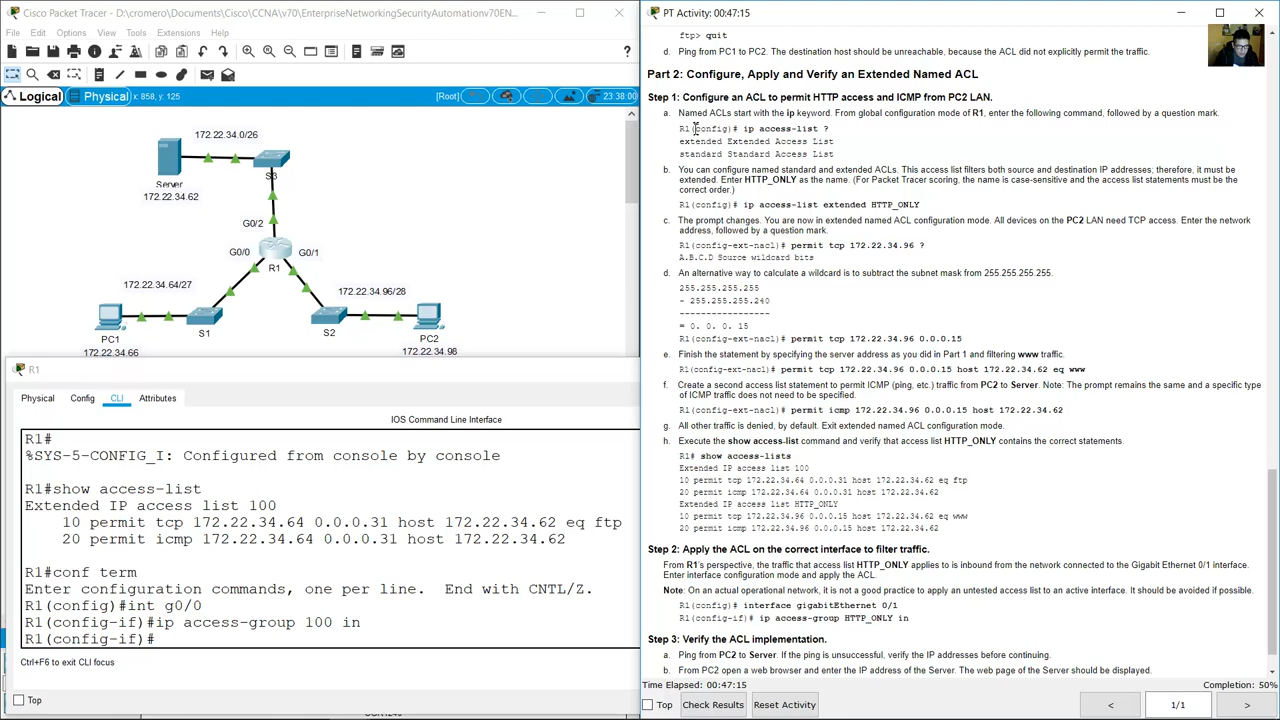 Cisco Packet Tracer - C:\Users\cromero\Documents\Cisco\CCNA\v70\EnterpriseNetworkingSecurityAutomationv70EN...
File Edit Options View Tools Extensions Help
Logical Physical x: 858, y: 125 [Root] 23:38:00
172.22.34.0/26
Server
172.22.34.62
S3
G0/2
G0/0 G0/1
R1
172.22.34.64/27
172.22.34.96/28
S1
S2
PC1
172.22.34.66
PC2
172.22.34.98
R1
Physical Config CLI Attributes
IOS Command Line Interface
R1#
%SYS-5-CONFIG_I: Configured from console by console
R1#show access-list
Extended IP access list 100
10 permit tcp 172.22.34.64 0.0.0.31 host 172.22.34.62 eq ftp
20 permit icmp 172.22.34.64 0.0.0.31 host 172.22.34.62
R1#conf term
Enter configuration commands, one per line. End with CNTL/Z.
R1(config)#int g0/0
R1(config-if)#ip access-group 100 in
R1(config-if)#
Ctrl+F6 to exit CLI focus
Top
PT Activity: 00:47:15
ftp> quit
d. Ping from PC1 to PC2. The destination host should be unreachable, because the ACL did not explicitly permit the traffic.
Part 2: Configure, Apply and Verify an Extended Named ACL
Step 1: Configure an ACL to permit HTTP access and ICMP from PC2 LAN.
a. Named ACLs start with the ip keyword. From global configuration mode of R1, enter the following command, followed by a question mark.
R1(config)# ip access-list ?
extended Extended Access List
standard Standard Access List
b. You can configure named standard and extended ACLs. This access list filters both source and destination IP addresses; therefore, it must be
extended. Enter HTTP_ONLY as the name. (For Packet Tracer scoring, the name is case-sensitive and the access list statements must be the
correct order.)
R1(config)# ip access-list extended HTTP_ONLY
c. The prompt changes. You are now in extended named ACL configuration mode. All devices on the PC2 LAN need TCP access. Enter the network
address, followed by a question mark.
R1(config-ext-nacl)# permit tcp 172.22.34.96 ?
A.B.C.D Source wildcard bits
d. An alternative way to calculate a wildcard is to subtract the subnet mask from 255.255.255.255.
255.255.255.255
- 255.255.255.240
-----------------
= 0. 0. 0. 15
R1(config-ext-nacl)# permit tcp 172.22.34.96 0.0.0.15
e. Finish the statement by specifying the server address as you did in Part 1 and filtering www traffic.
R1(config-ext-nacl)# permit tcp 172.22.34.96 0.0.0.15 host 172.22.34.62 eq www
f. Create a second access list statement to permit ICMP (ping, etc.) traffic from PC2 to Server. Note: The prompt remains the same and a specific type
of ICMP traffic does not need to be specified.
R1(config-ext-nacl)# permit icmp 172.22.34.96 0.0.0.15 host 172.22.34.62
g. All other traffic is denied, by default. Exit extended named ACL configuration mode.
h. Execute the show access-list command and verify that access list HTTP_ONLY contains the correct statements.
R1# show access-lists
Extended IP access list 100
10 permit tcp 172.22.34.64 0.0.0.31 host 172.22.34.62 eq ftp
20 permit icmp 172.22.34.64 0.0.0.31 host 172.22.34.62
Extended IP access list HTTP_ONLY
10 permit tcp 172.22.34.96 0.0.0.15 host 172.22.34.62 eq www
20 permit icmp 172.22.34.96 0.0.0.15 host 172.22.34.62
Step 2: Apply the ACL on the correct interface to filter traffic.
From R1's perspective, the traffic that access list HTTP_ONLY applies to is inbound from the network connected to the Gigabit Ethernet 0/1 interface.
Enter interface configuration mode and apply the ACL.
Note: On an actual operational network, it is not a good practice to apply an untested access list to an active interface. It should be avoided if possible.
R1(config)# interface gigabitEthernet 0/1
R1(config-if)# ip access-group HTTP_ONLY in
Step 3: Verify the ACL implementation.
a. Ping from PC2 to Server. If the ping is unsuccessful, verify the IP addresses before continuing.
b. From PC2 open a web browser and enter the IP address of the Server. The web page of the Server should be displayed.
Time Elapsed: 00:47:15 Completion: 50%
Top Check Results Reset Activity < 1/1 >